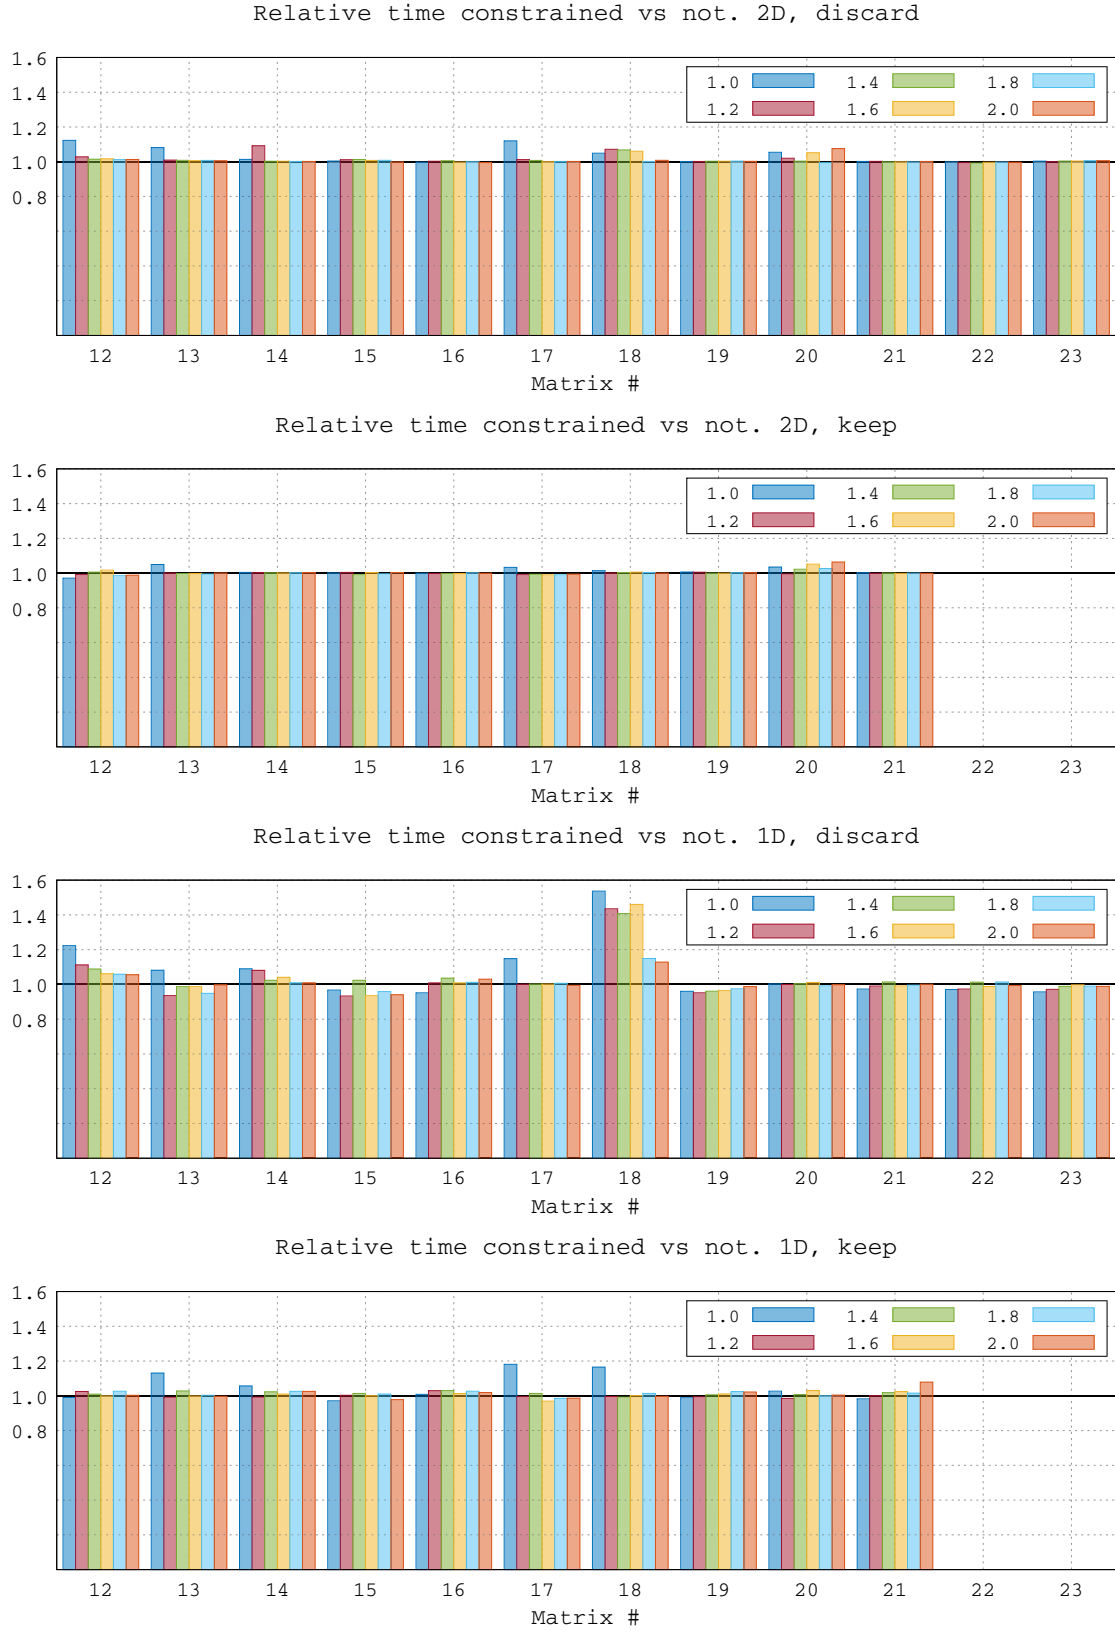 Relative time constrained vs not. 2D, discard
1.6
1.0 1.4 1.8
1.4
1.2 1.6 2.0
1.2
1.0
0.8
12 13 14 15 16 17 18 19 20 21 22 23
Matrix #
Relative time constrained vs not. 2D, keep
1.6
1.0 1.4 1.8
1.4
1.2 1.6 2.0
1.2
1.0
0.8
12 13 14 15 16 17 18 19 20 21 22 23
Matrix #
Relative time constrained vs not. 1D, discard
1.6
1.0 1.4 1.8
1.4
1.2 1.6 2.0
1.2
1.0
0.8
12 13 14 15 16 17 18 19 20 21 22 23
Matrix #
Relative time constrained vs not. 1D, keep
1.6
1.0 1.4 1.8
1.4
1.2 1.6 2.0
1.2
1.0
0.8
12 13 14 15 16 17 18 19 20 21 22 23
Matrix #